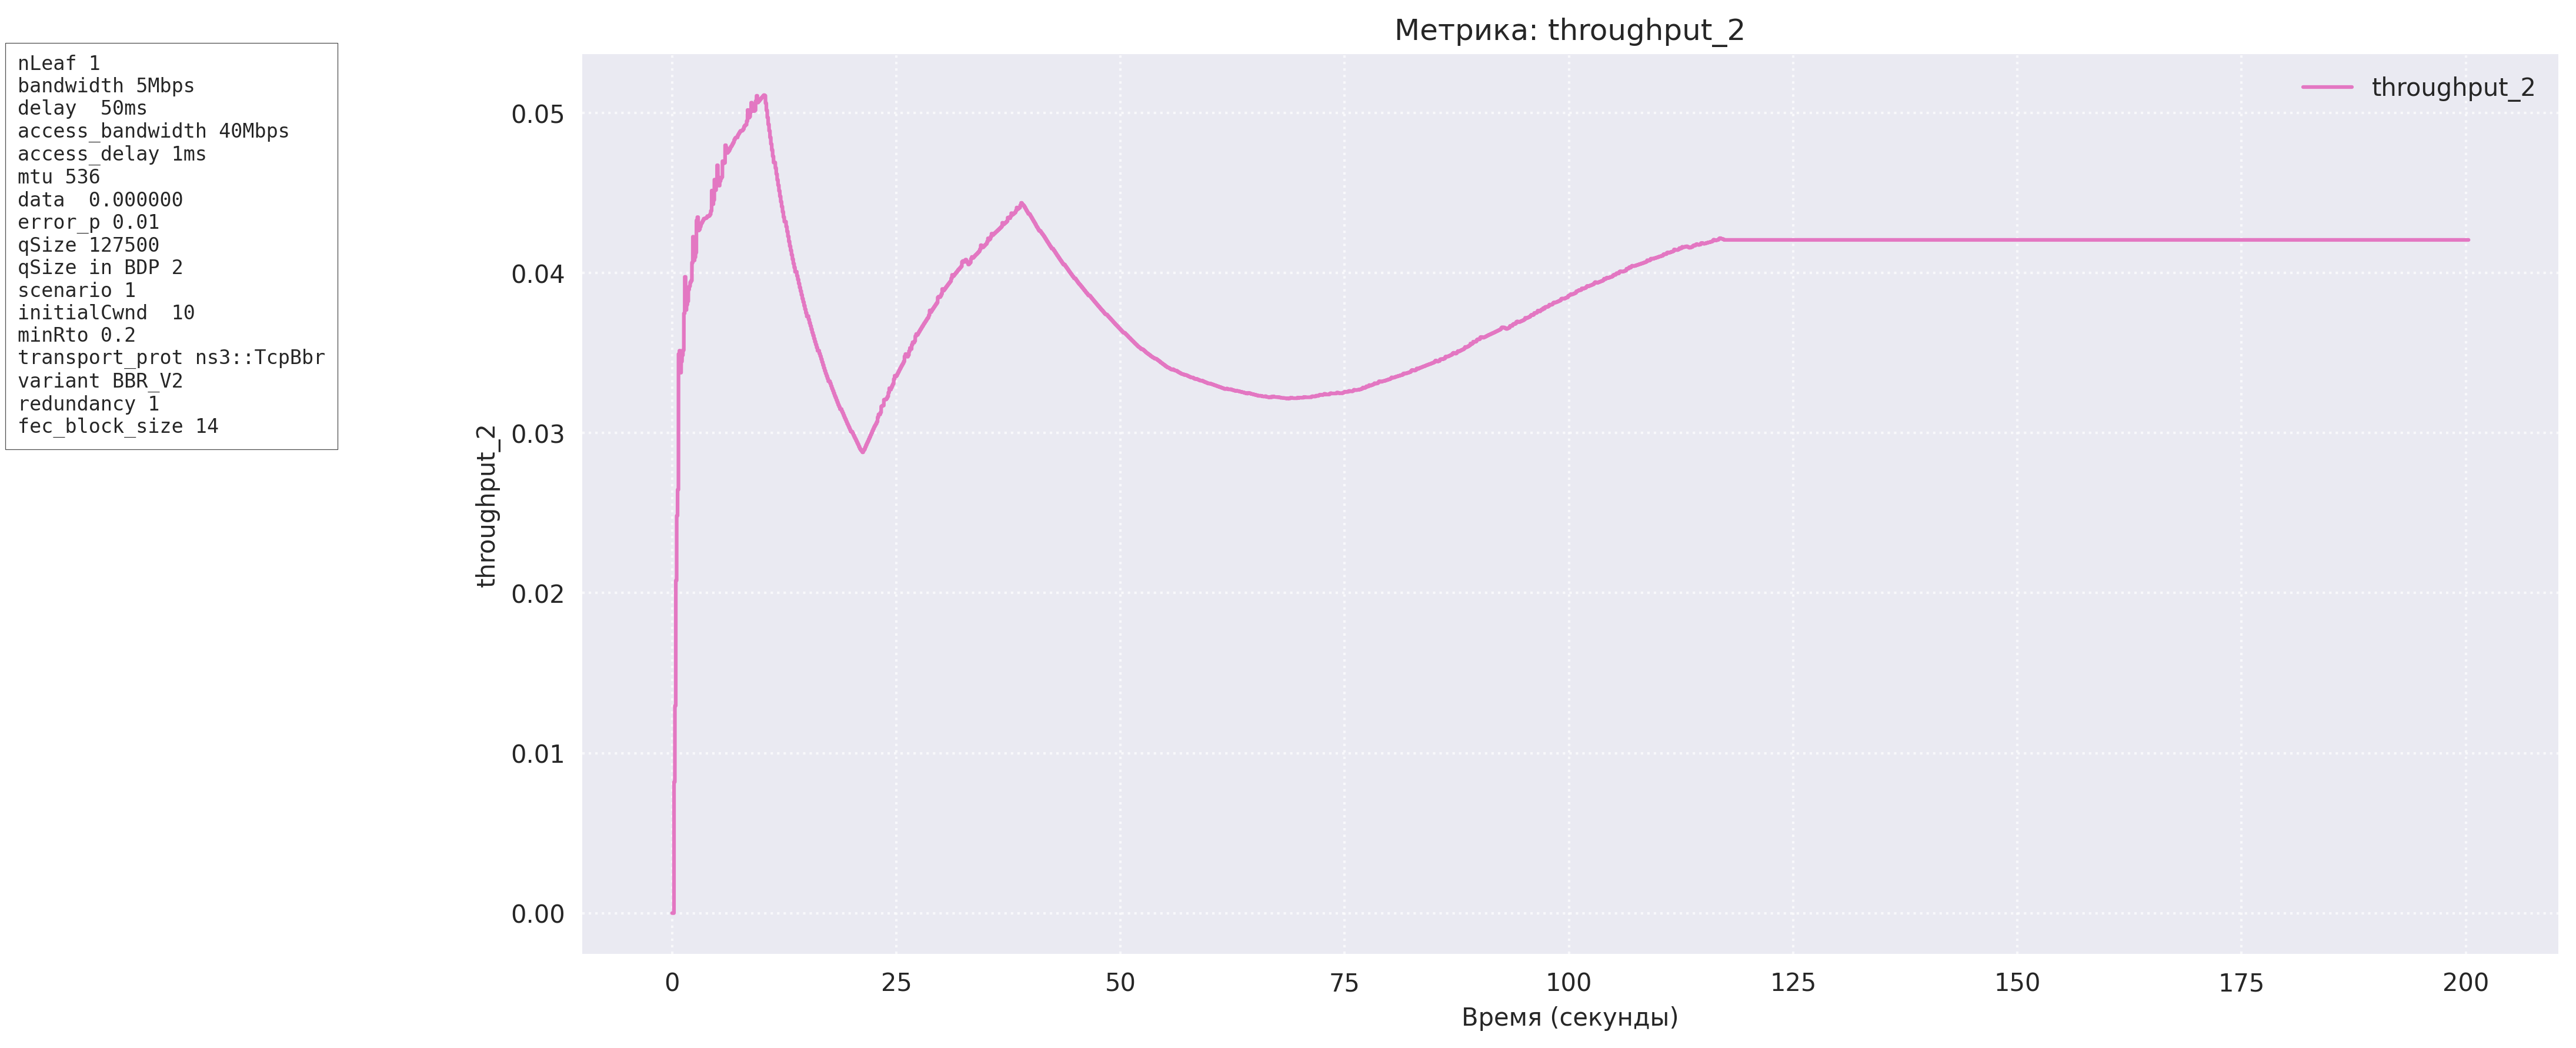 Метрика: throughput_2
nLeaf 1
bandwidth 5Mbps
delay  50ms
access_bandwidth 40Mbps
access_delay 1ms
mtu 536
data  0.000000
error_p 0.01
qSize 127500
qSize in BDP 2
scenario 1
initialCwnd  10
minRto 0.2
transport_prot ns3::TcpBbr
variant BBR_V2
redundancy 1
fec_block_size 14
throughput_2
throughput_2
0.05
0.04
0.03
0.02
0.01
0.00
0 25 50 75 100 125 150 175 200
Время (секунды)